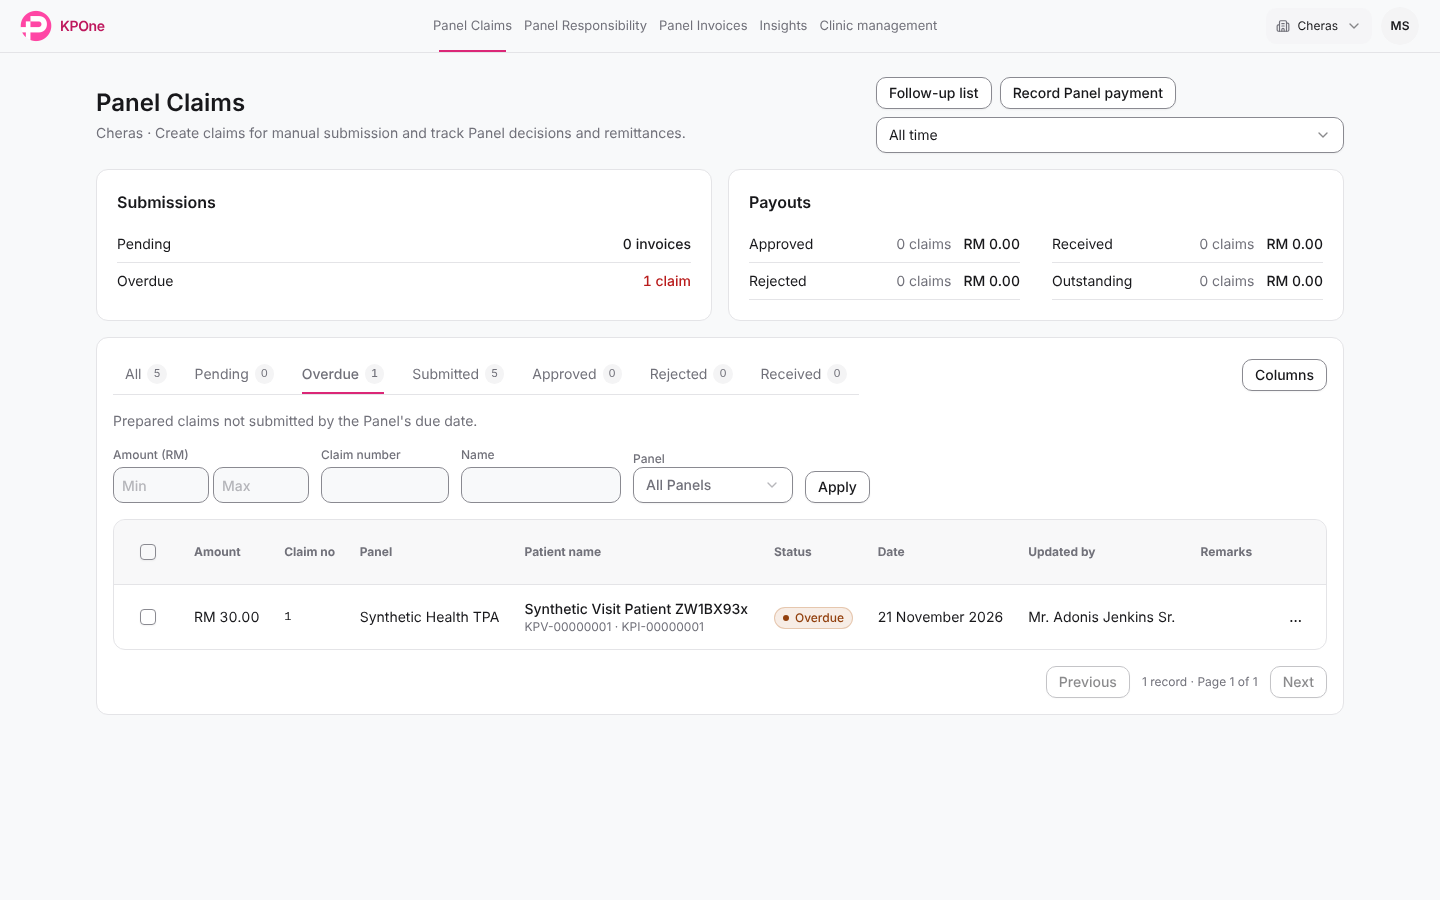 KPOne
Panel Claims Panel Responsibility Panel Invoices Insights Clinic management
Cheras
MS
Panel Claims
Cheras · Create claims for manual submission and track Panel decisions and remittances.
Follow-up list
Record Panel payment
All time
Submissions
Pending 0 invoices
Overdue 1 claim
Payouts
Approved 0 claims RM 0.00
Received 0 claims RM 0.00
Rejected 0 claims RM 0.00
Outstanding 0 claims RM 0.00
All 5 Pending 0 Overdue 1 Submitted 5 Approved 0 Rejected 0 Received 0
Columns
Prepared claims not submitted by the Panel's due date.
Amount (RM) Claim number Name Panel
Min Max All Panels Apply
Amount Claim no Panel Patient name Status Date Updated by Remarks
RM 30.00 1 Synthetic Health TPA Synthetic Visit Patient ZW1BX93x Overdue 21 November 2026 Mr. Adonis Jenkins Sr. ...
KPV-00000001 · KPI-00000001
Previous 1 record · Page 1 of 1 Next